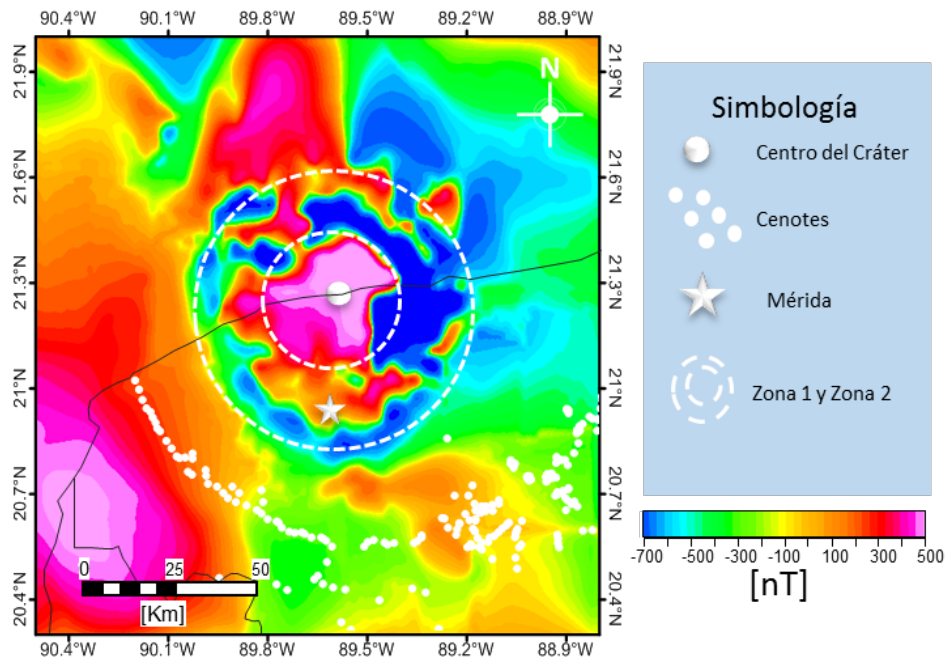 90.4°W 90.1°W 89.8°W 89.5°W 89.2°W 88.9°W
21.9°N
21.6°N
21.3°N
21°N
20.7°N
20.4°N
N
21.9°N
21.6°N
21.3°N
21°N
20.7°N
20.4°N
0 25 50
[Km]
90.4°W 90.1°W 89.8°W 89.5°W 89.2°W 88.9°W
Simbología
Centro del Cráter
Cenotes
Mérida
Zona 1 y Zona 2
-700 -500 -300 -100 100 300 500
[nT]